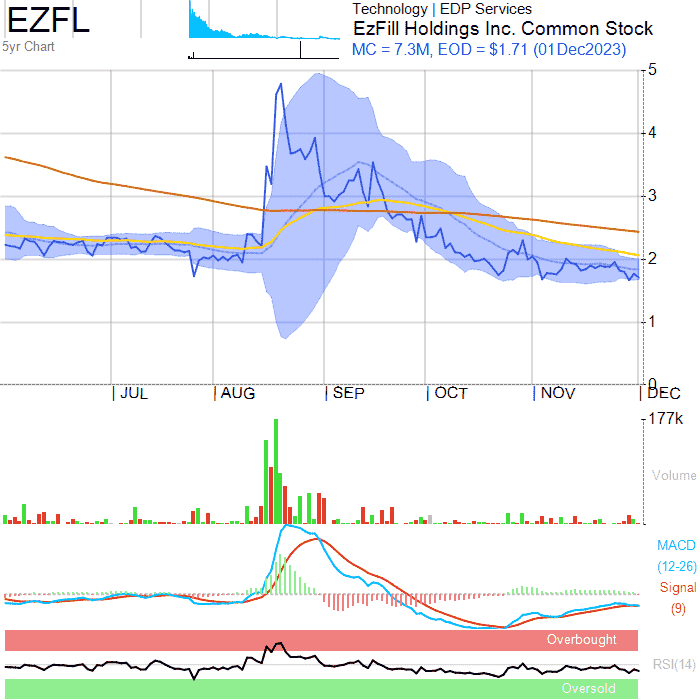 EZFL
5yr Chart
Technology | EDP Services
EzFill Holdings Inc. Common Stock
MC = 7.3M, EOD = $1.71 (01Dec2023)
5
4
3
2
1
0
| JUL | AUG | SEP | OCT | NOV | DEC
177k
Volume
MACD
(12-26)
Signal
(9)
Overbought
RSI(14)
Oversold